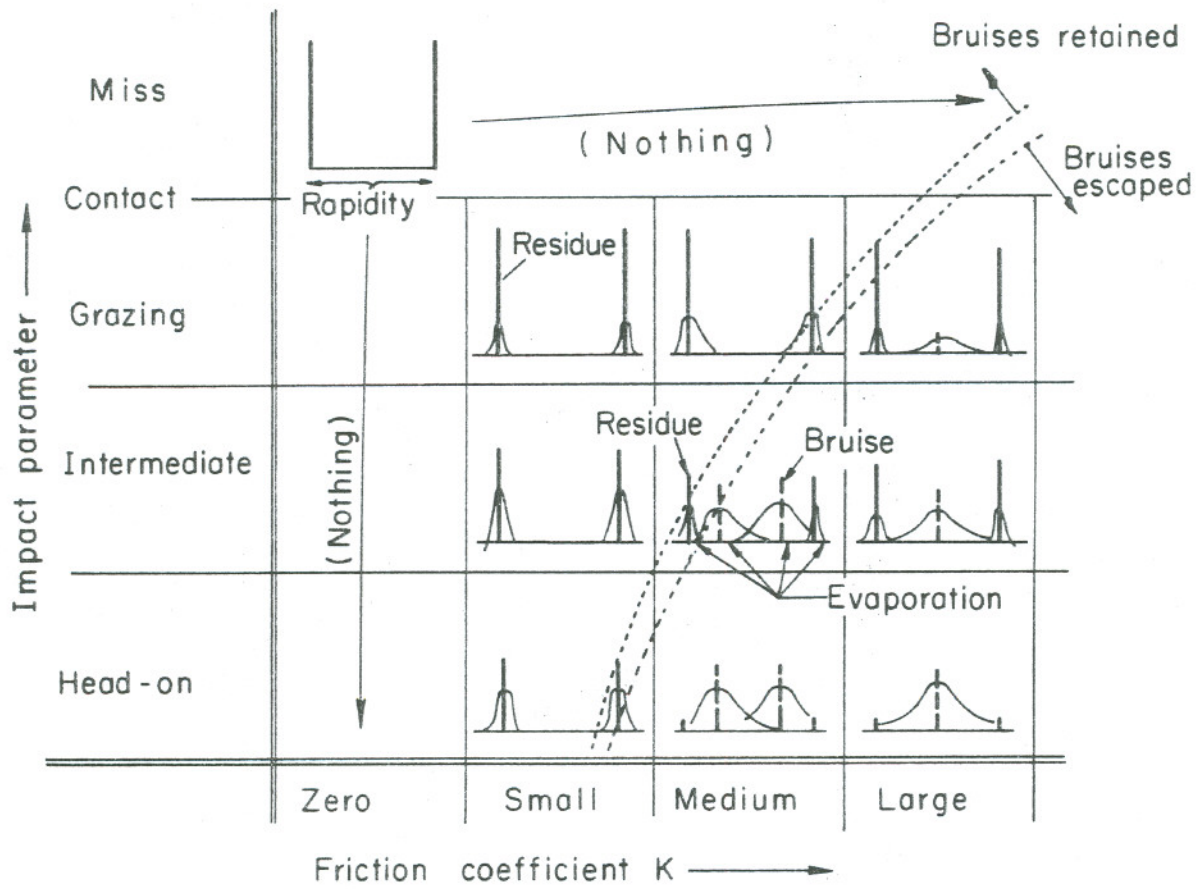 Bruises retained
Miss
(Nothing)
Bruises
escaped
Contact
Rapidity
Residue
Grazing
Impact parameter
(Nothing)
Residue
Bruise
Intermediate
Evaporation
Head-on
Zero
Small
Medium
Large
Friction coefficient K